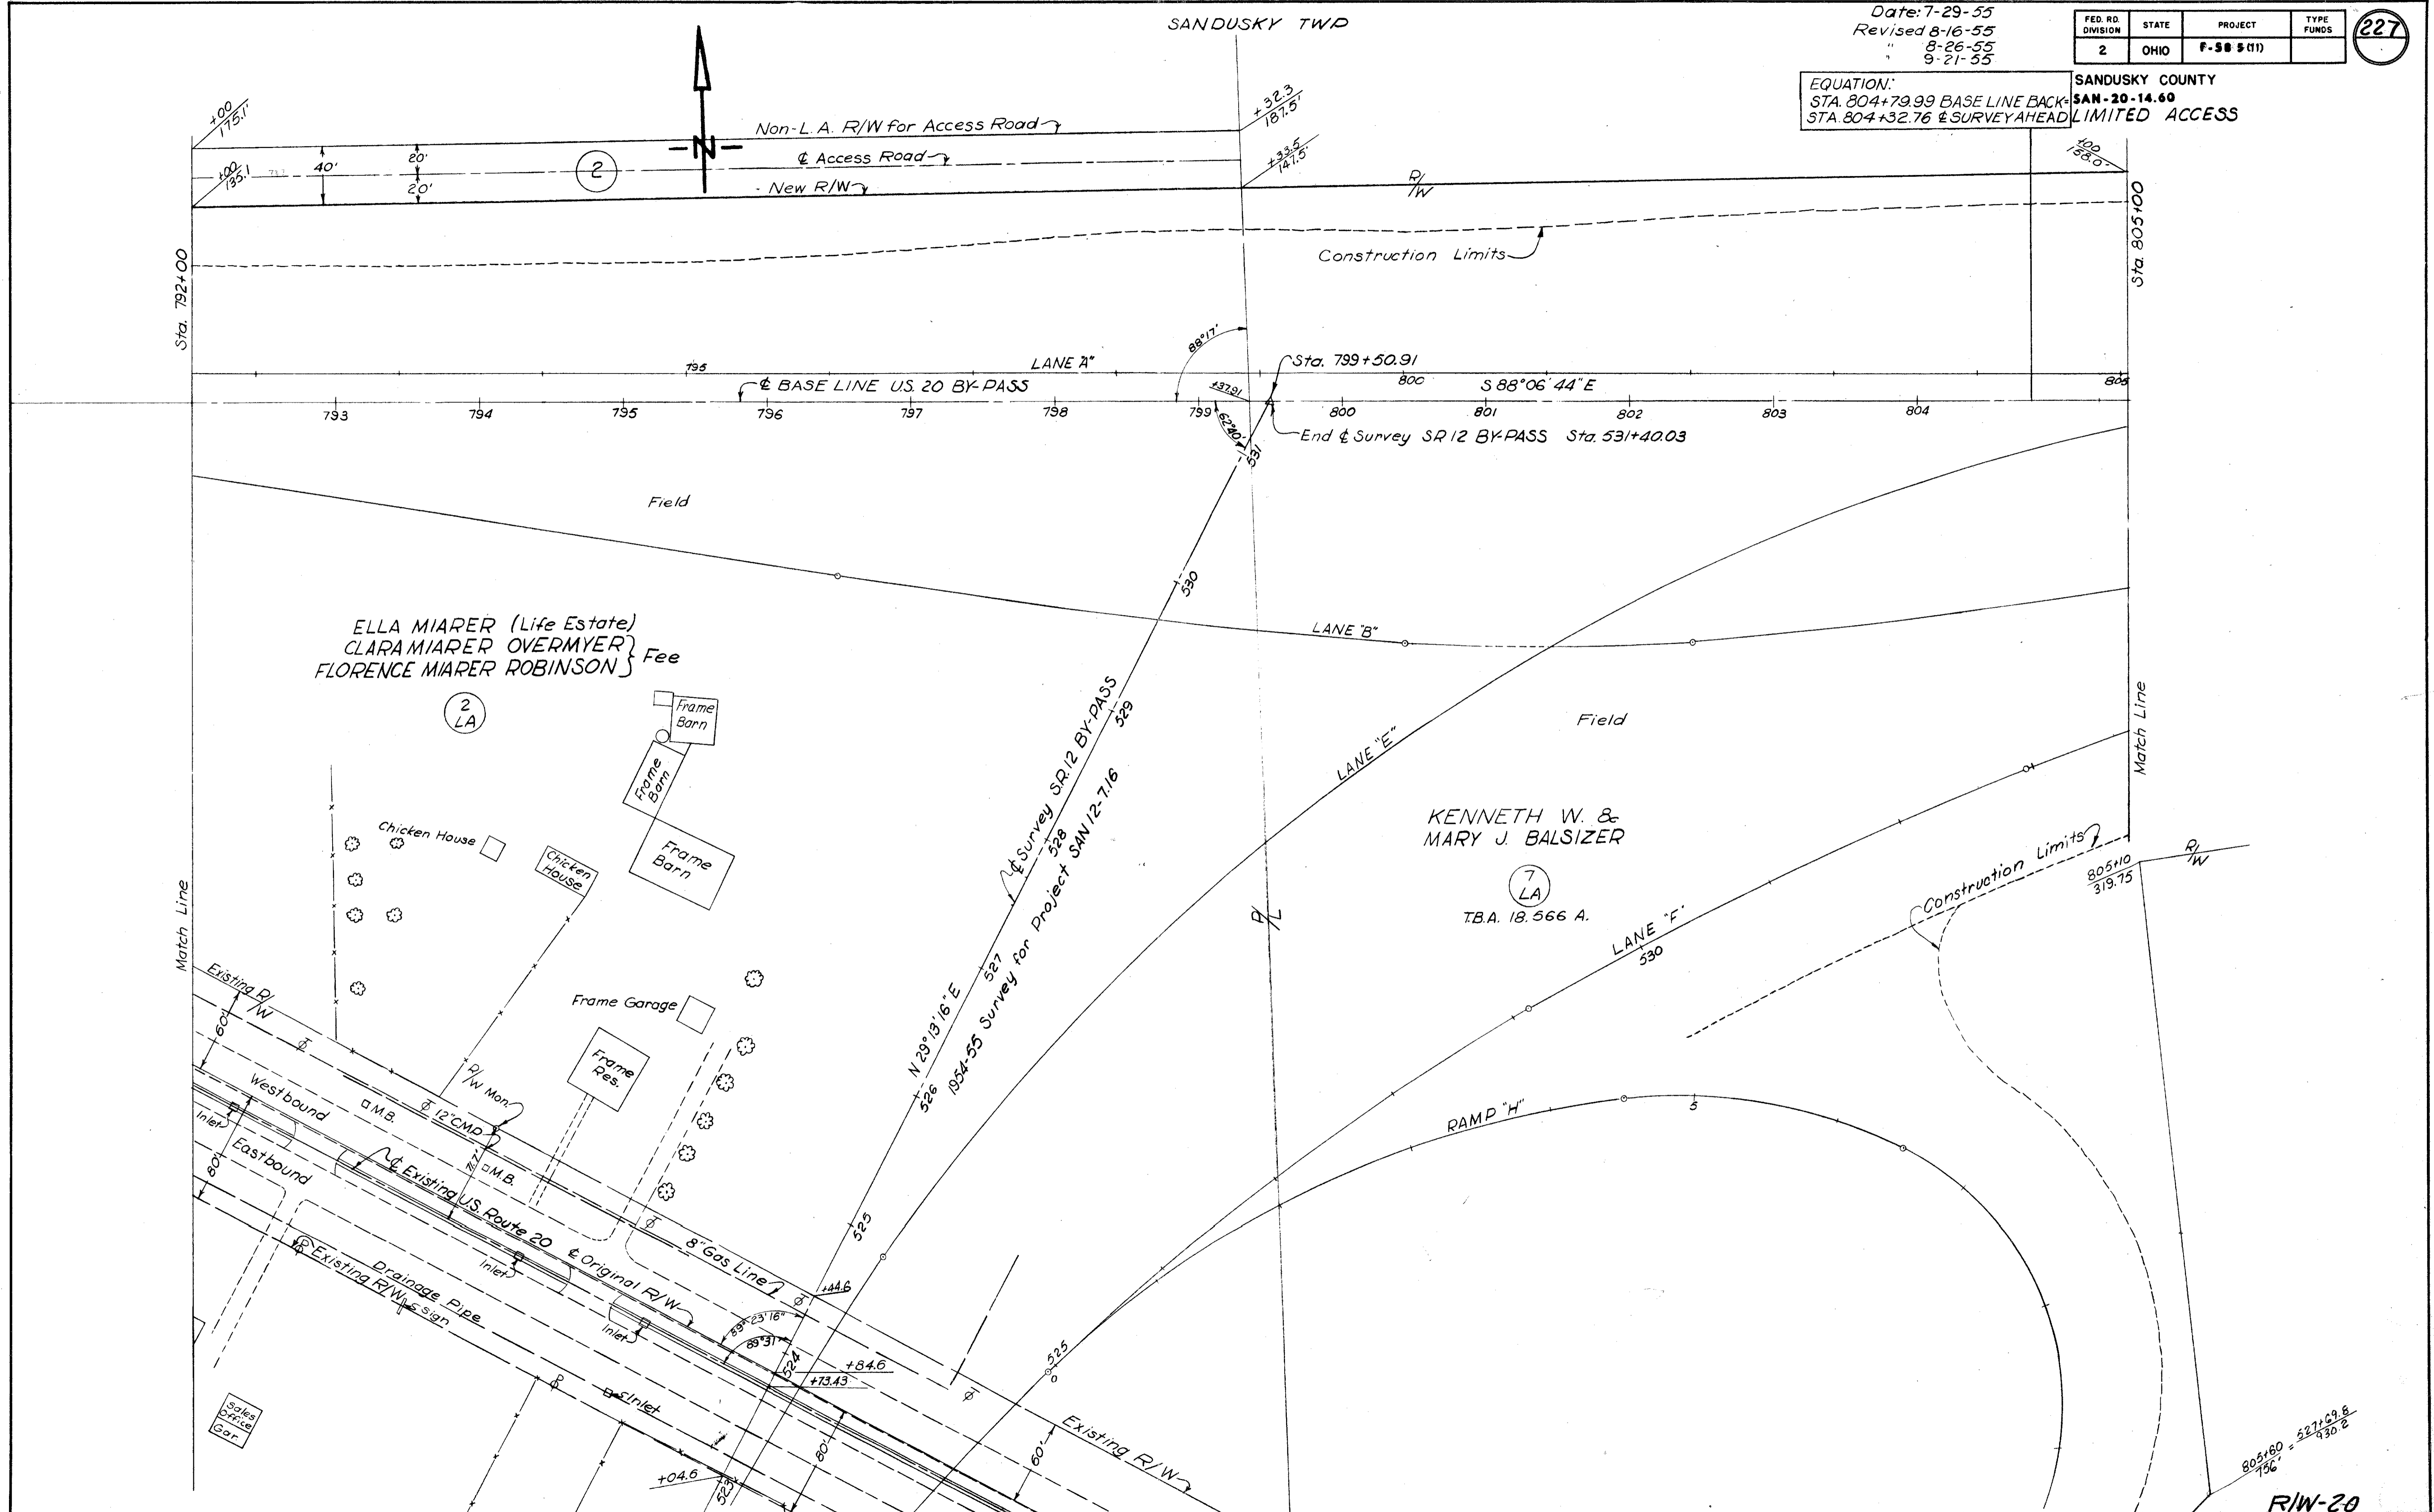 SANDUSKY TWP
Date: 7-29-55
Revised 8-16-55
" 8-26-55
" 9-21-55
FED. RD. DIVISION STATE PROJECT TYPE FUNDS
2 OHIO F-58 5 (11)
227
EQUATION:
STA. 804+79.99 BASE LINE BACK=
STA. 804+32.76 ℄ SURVEY AHEAD
SANDUSKY COUNTY
SAN-20-14.60
LIMITED ACCESS
+00
175.1'
Non-L.A. R/W for Access Road
+32.3
187.5'
+00
135.1
40'
20'
20'
2
N
℄ Access Road
New R/W
+33.5
147.5'
R/W
+00
158.0'
Sta. 792+00
Construction Limits
Sta. 805+00
88°17'
LANE "A"
795
Sta. 799+50.91
800
S 88°06'44" E
805
℄ BASE LINE U.S. 20 BY-PASS
+37.91
793 794 795 796 797 798 799 800 801 802 803 804
62°40'
531
End ℄ Survey SR 12 BY-PASS Sta. 531+40.03
Field
530
LANE "B"
ELLA MIARER (Life Estate)
CLARA MIARER OVERMYER
FLORENCE MIARER ROBINSON
Fee
2
LA
Frame
Barn
Frame
Barn
Frame
Barn
Chicken House
Chicken
House
℄ Survey S.R. 12 BY-PASS
529
528
527
526
525
N 29°13'16" E
1954-55 Survey for Project SAN 12-7.16
LANE "E"
Field
Match Line
KENNETH W. &
MARY J. BALSIZER
7
LA
T.B.A. 18.566 A.
P/L
LANE "F"
530
Construction Limits
805+10
319.75
R/W
Match Line
Existing R/W
60'
Frame Garage
Frame
Res.
R/W Mon.
Westbound
M.B.
12" CMP
Inlet
Eastbound
80'
77'
M.B.
℄ Existing U.S. Route 20
℄ Original R/W
8" Gas Line
Inlet
Drainage Pipe
Existing R/W
Sign
Inlet
+44.6
89°-23'16"
89°31'
524
+84.6
+73.43
Inlet
Sales
Office
Gar.
+04.6
523
80'
60'
Existing R/W
525
0
RAMP "H"
5
805+60 = 527+69.8
756' 930.2
R/W-20